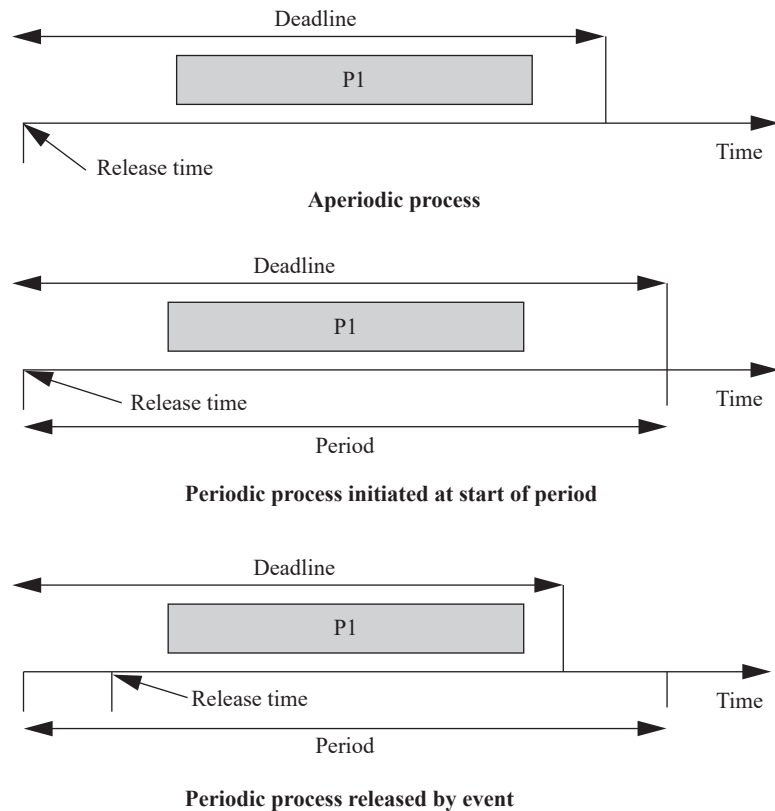 Deadline
P1
Time
Release time
Aperiodic process
Deadline
P1
Time
Release time
Period
Periodic process initiated at start of period
Deadline
P1
Release time
Time
Period
Periodic process released by event